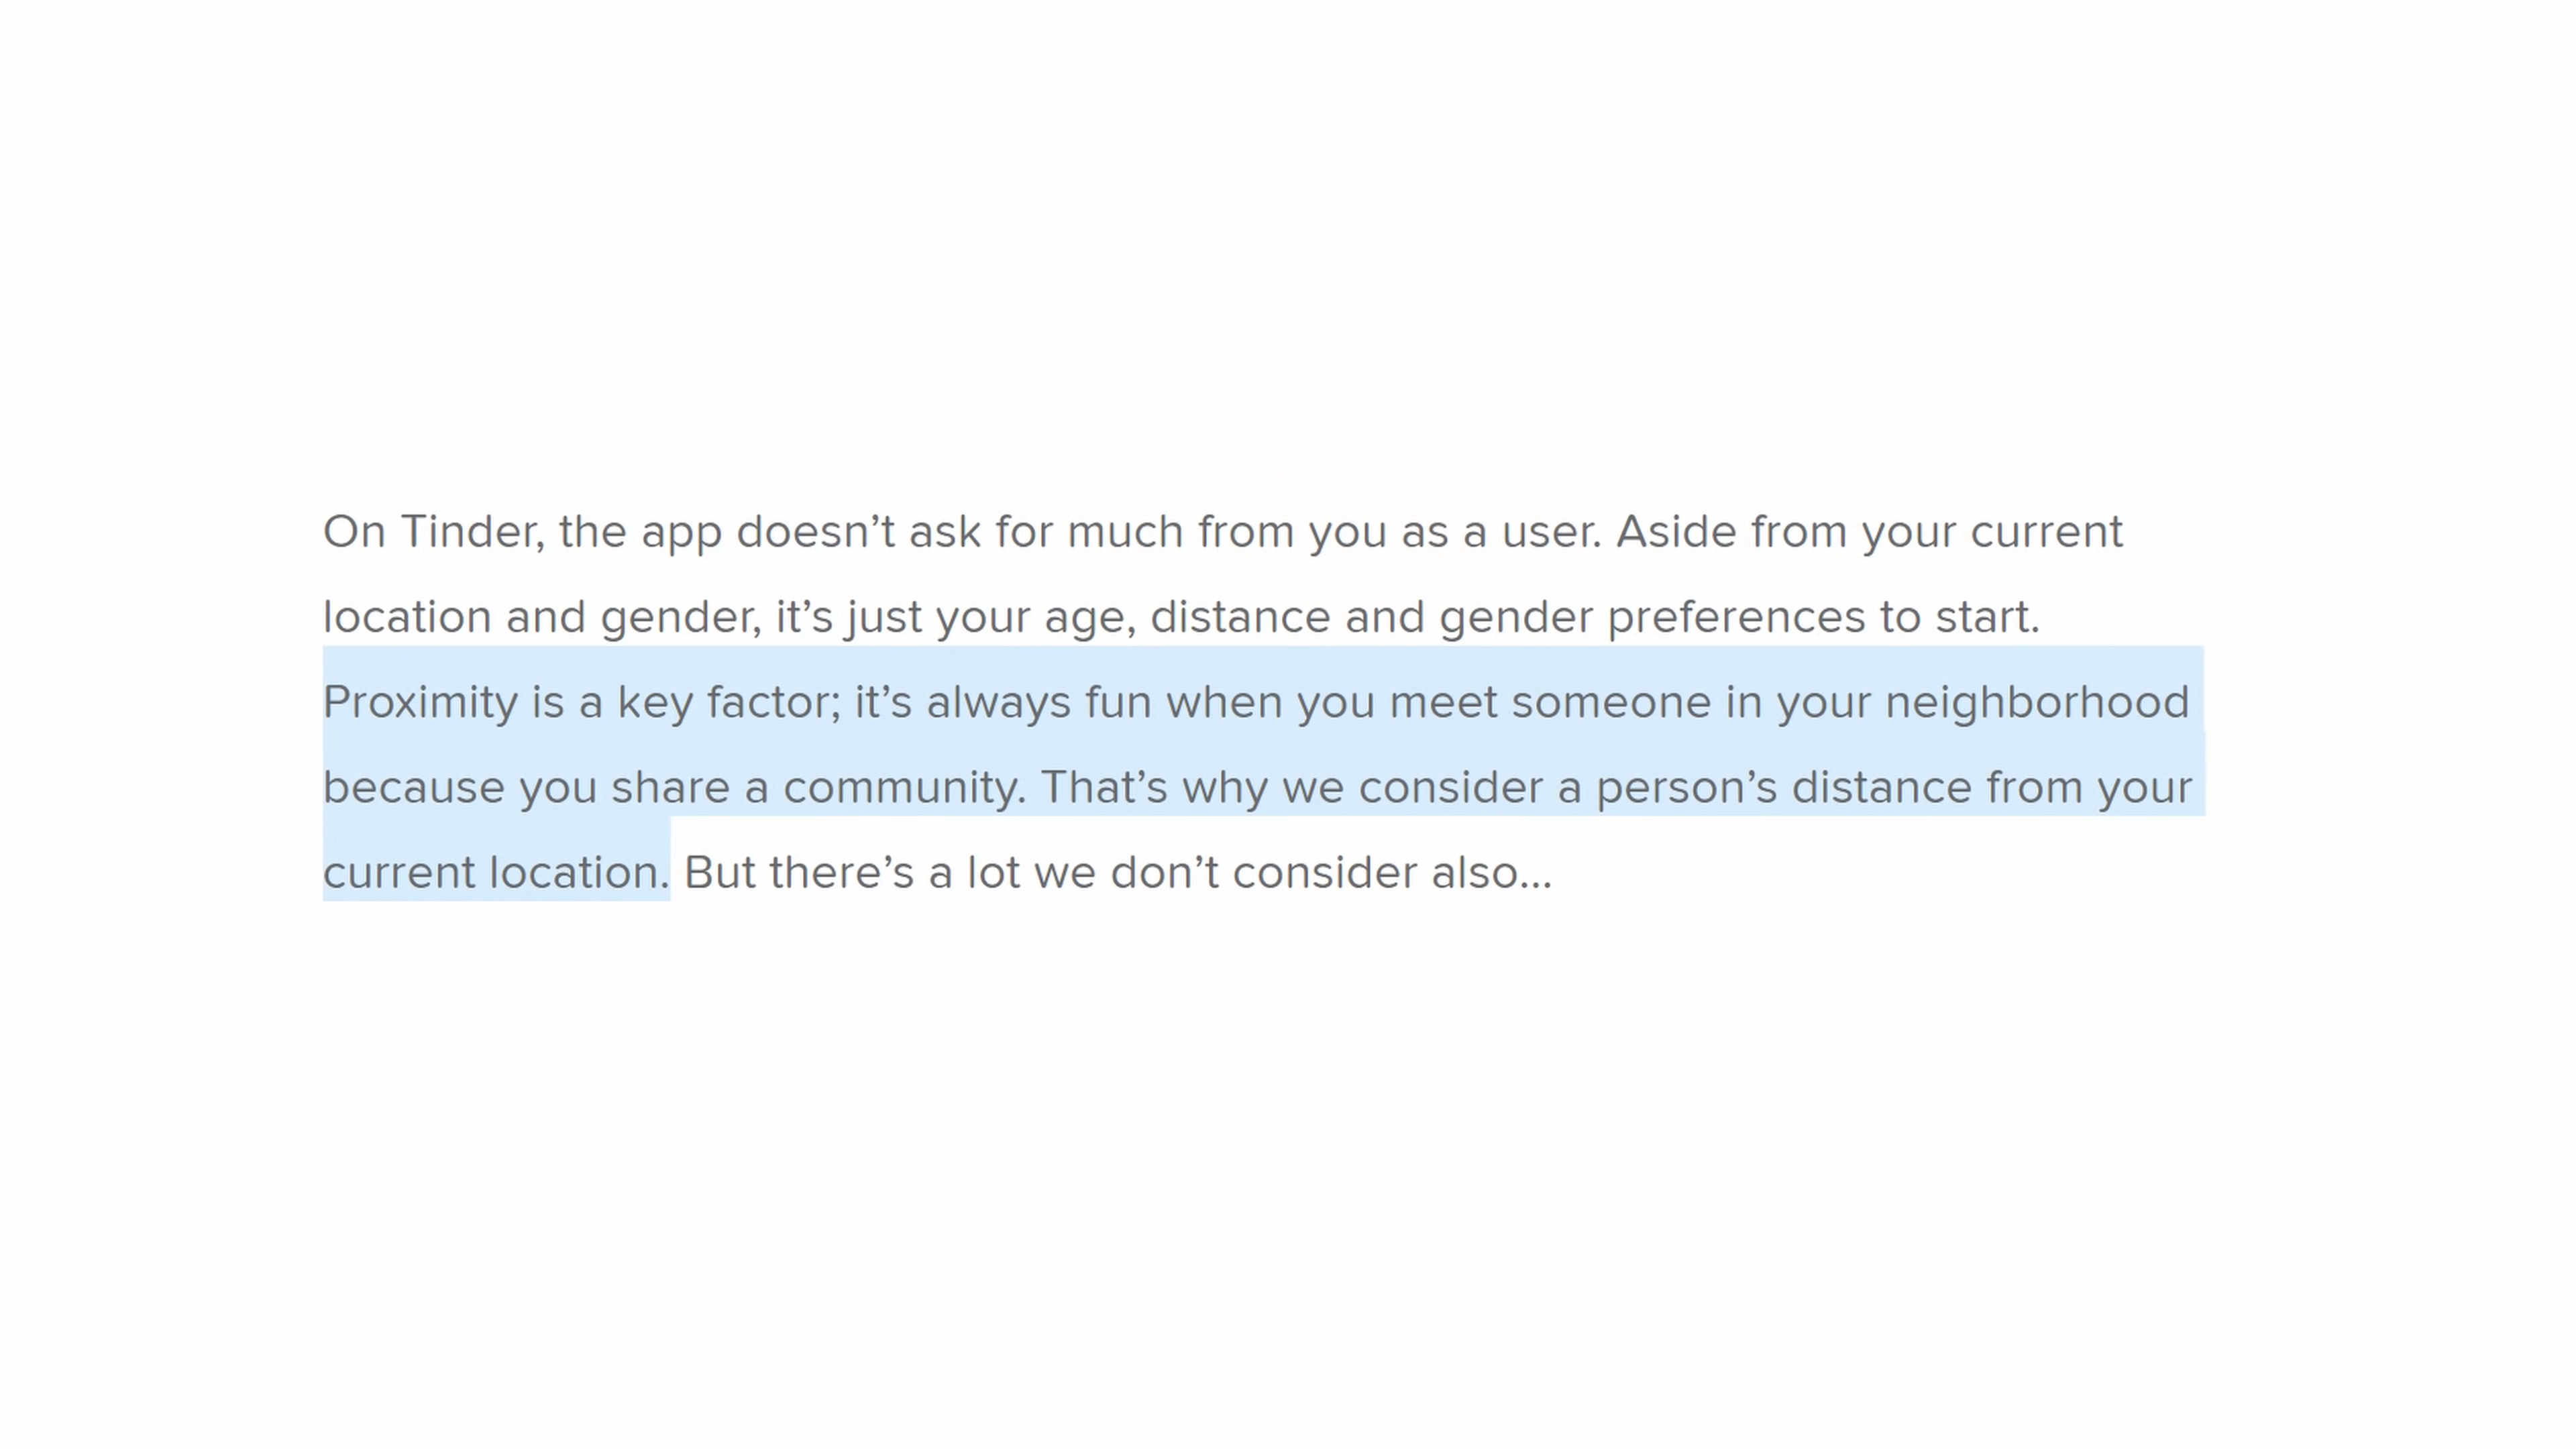 On Tinder, the app doesn’t ask for much from you as a user. Aside from your current
location and gender, it’s just your age, distance and gender preferences to start.
Proximity is a key factor; it’s always fun when you meet someone in your neighborhood
because you share a community. That’s why we consider a person’s distance from your
current location. But there’s a lot we don’t consider also...